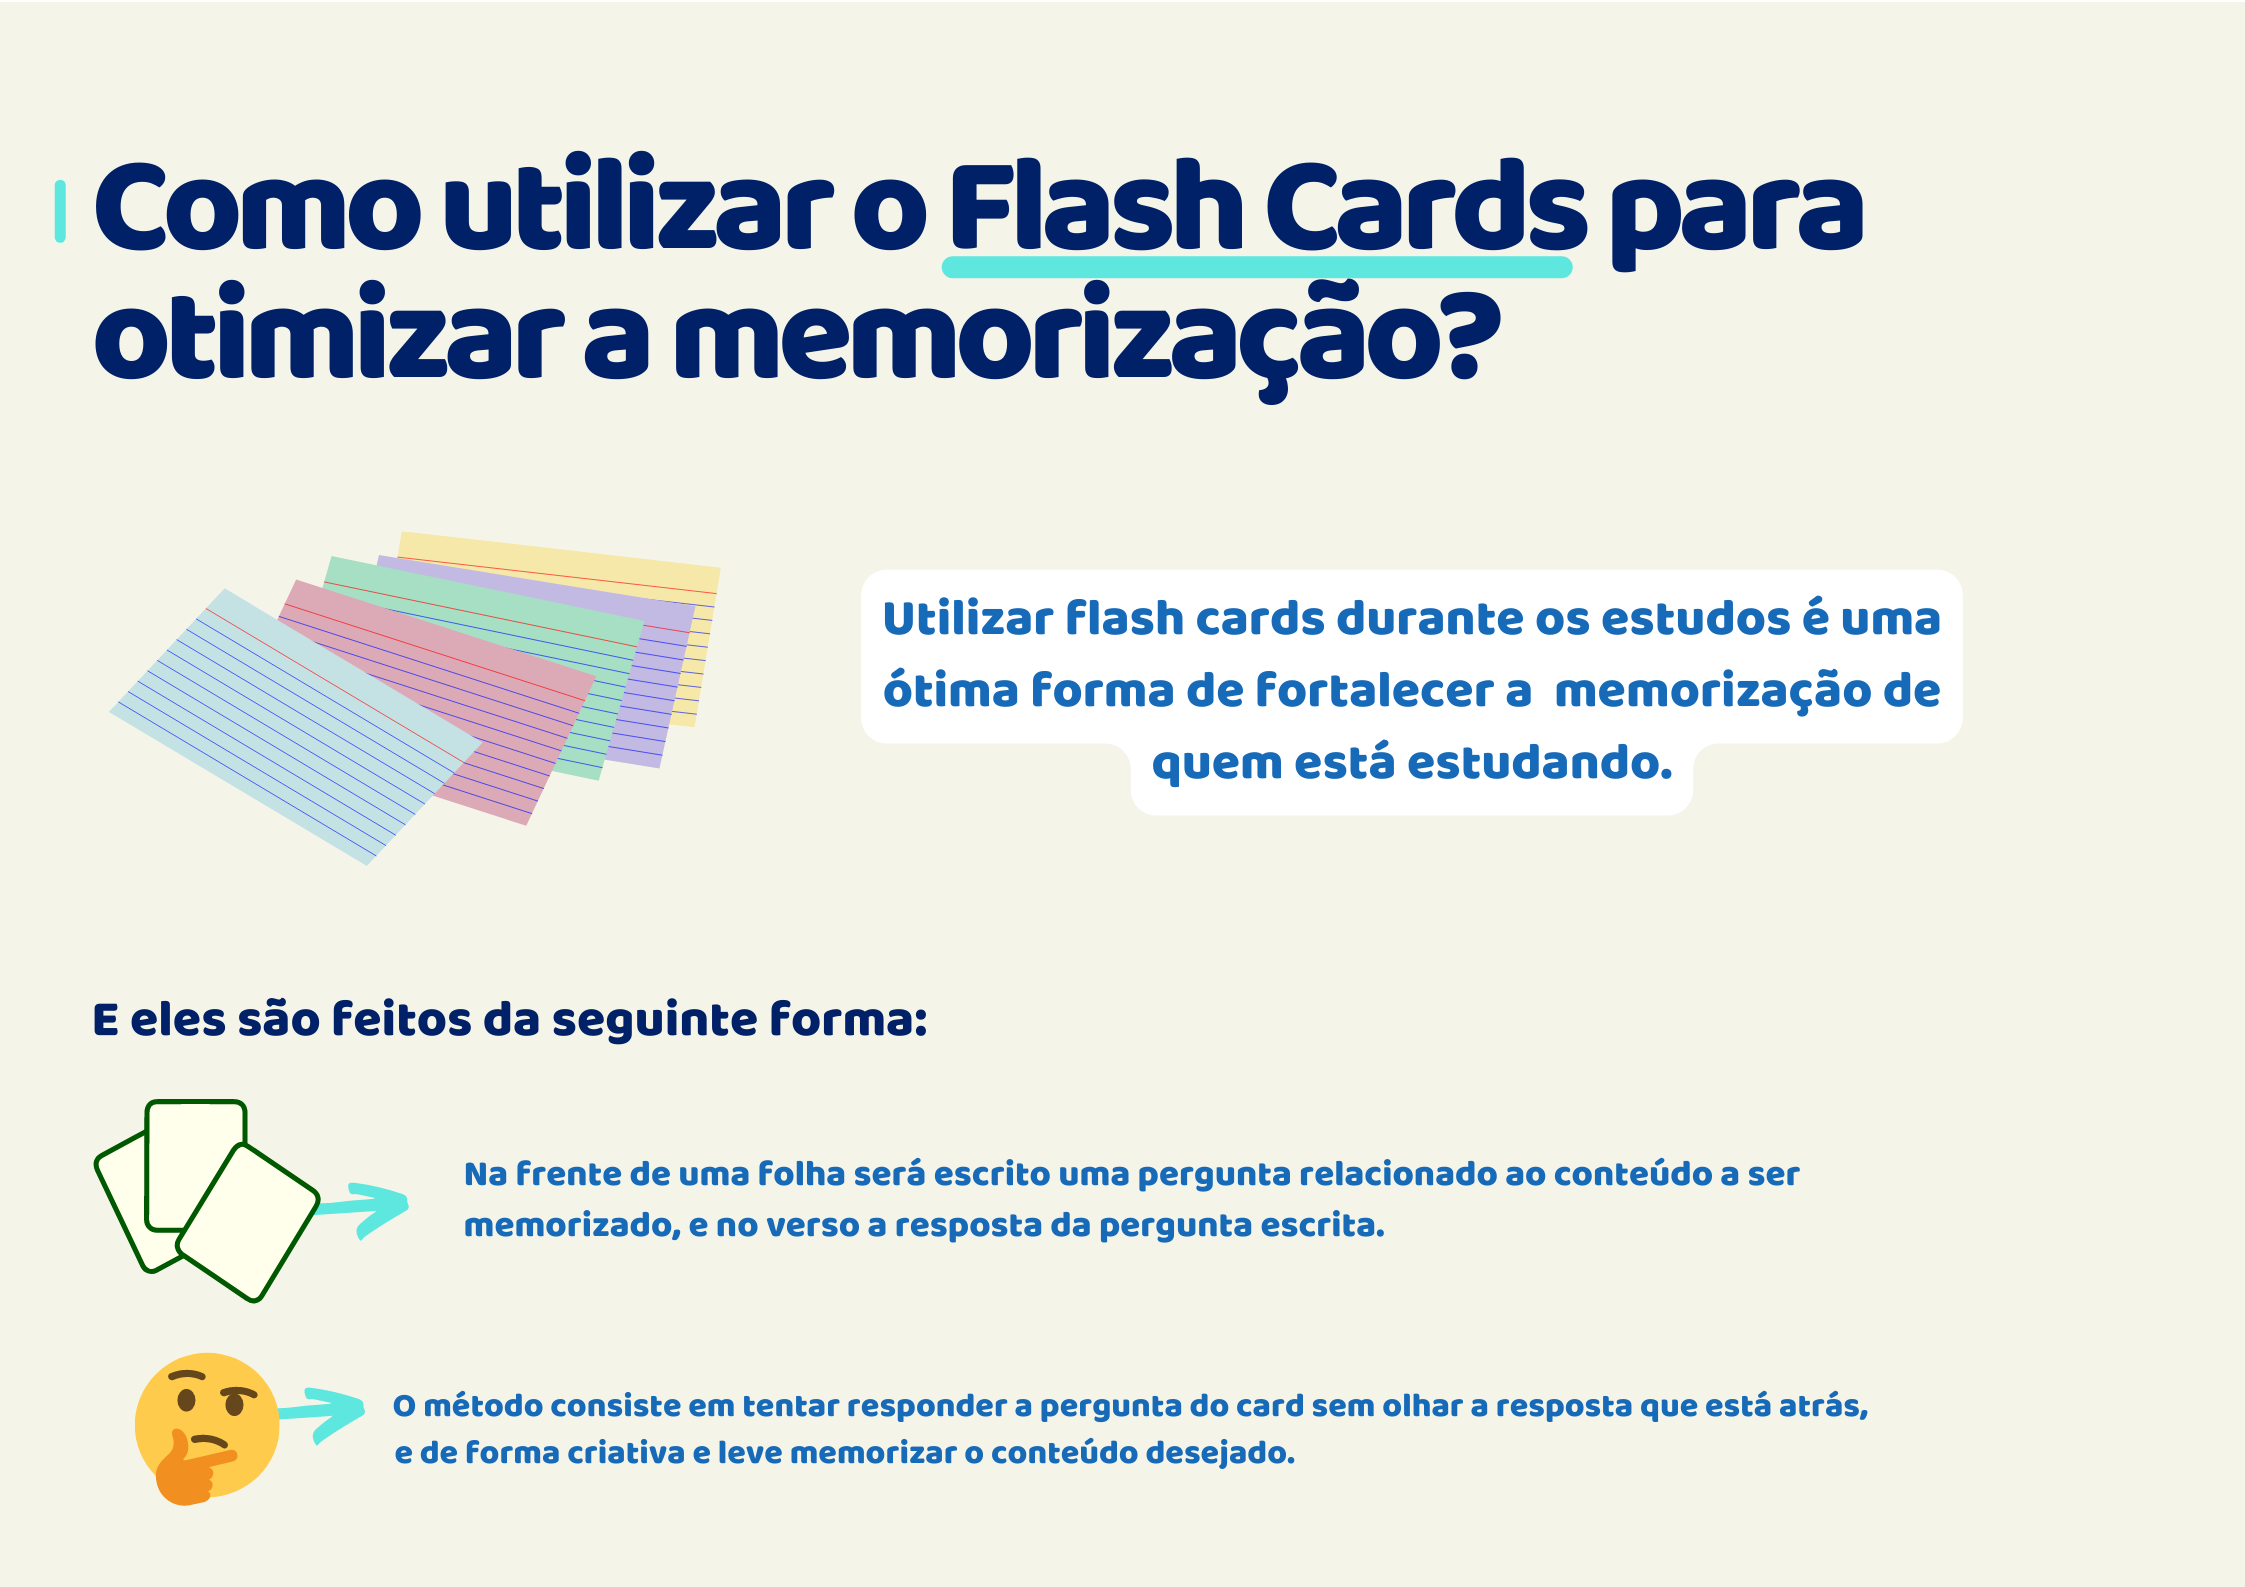 Como utilizar o Flash Cards para
otimizar a memorização?
Utilizar flash cards durante os estudos é uma
ótima forma de fortalecer a  memorização de
quem está estudando.
E eles são feitos da seguinte forma:
Na frente de uma folha será escrito uma pergunta relacionado ao conteúdo a ser
memorizado, e no verso a resposta da pergunta escrita.
O método consiste em tentar responder a pergunta do card sem olhar a resposta que está atrás,
e de forma criativa e leve memorizar o conteúdo desejado.